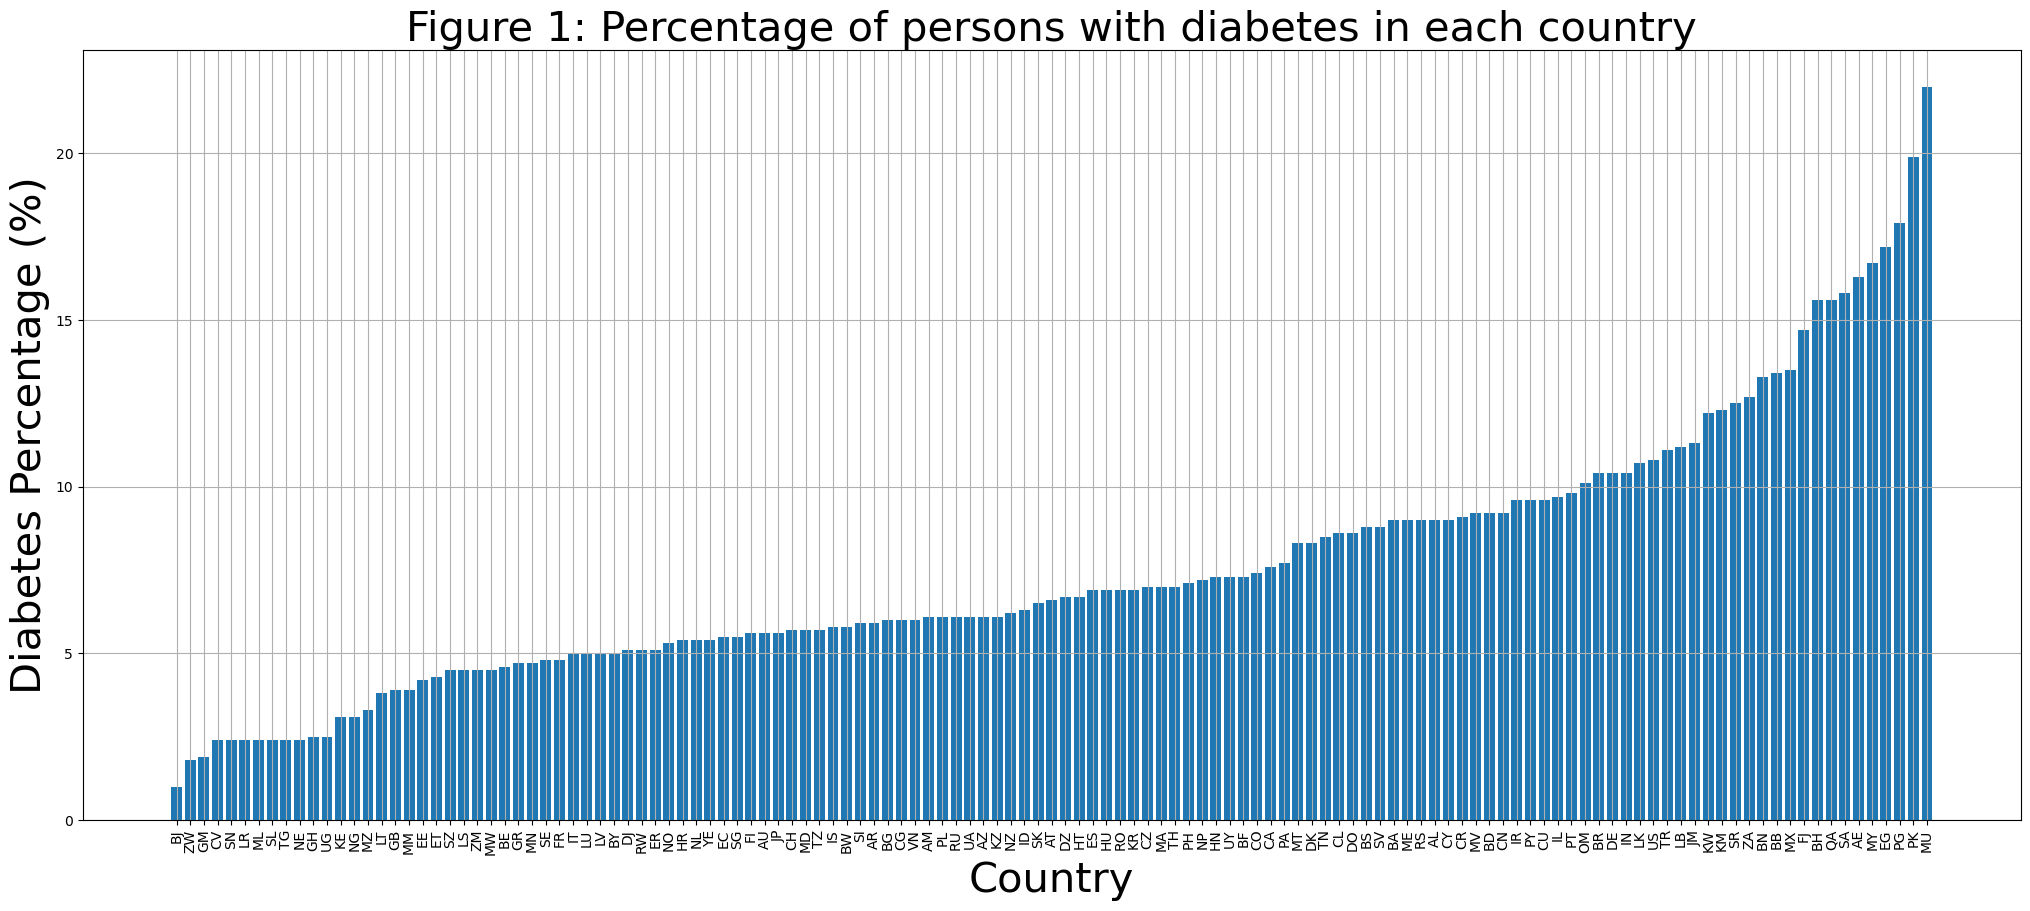 Figure 1: Percentage of persons with diabetes in each country
Diabetes Percentage (%)
20
15
10
5
0
BJ ZW GM CV SN LR ML SL TG NE GH UG KE NG MZ LT GB MM EE ET SZ LS ZM MW BE GR MN SE FR IT LU LV BY DJ RW ER NO HR NL YE EC SG FI AU JP CH MD TZ IS BW SI AR BG CG VN AM PL RU UA AZ KZ NZ ID SK AT DZ HT ES HU RO KR CZ MA TH PH NP HN UY BF CO CA PA MT DK TN CL DO BS SV BA ME RS AL CY CR MV BD CN IR PY CU IL PT OM BR DE IN LK US TR LB JM KW KM SR ZA BN BB MX FJ BH QA SA AE MY EG PG PK MU
Country